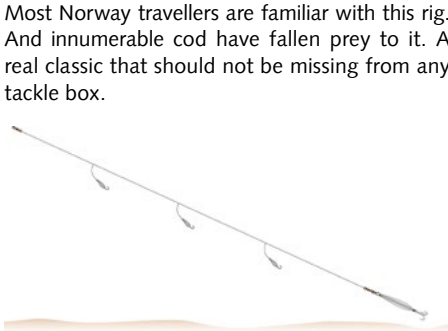 Most Norway travellers are familiar with this rig.
And innumerable cod have fallen prey to it. A
real classic that should not be missing from any
tackle box.